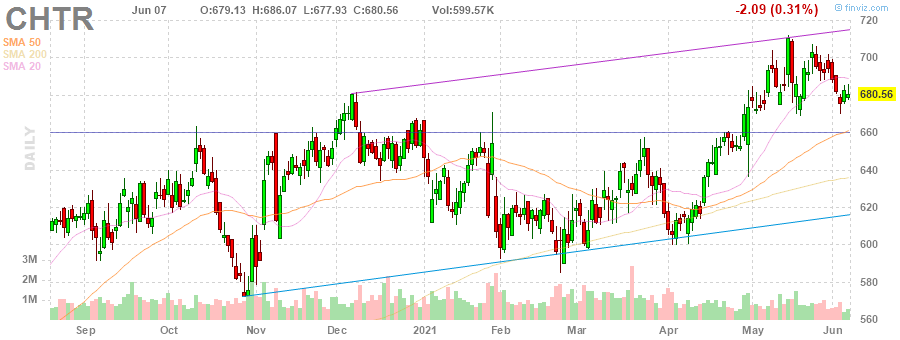 © finviz.com
CHTR Jun 07 O:679.13 H:686.07 L:677.93 C:680.56 Vol:599.57K -2.09 (0.31%)
SMA 50
SMA 200
SMA 20
DAILY
720
700
680.56
660
640
620
600
580
560
3M
2M
1M
Sep Oct Nov Dec 2021 Feb Mar Apr May Jun